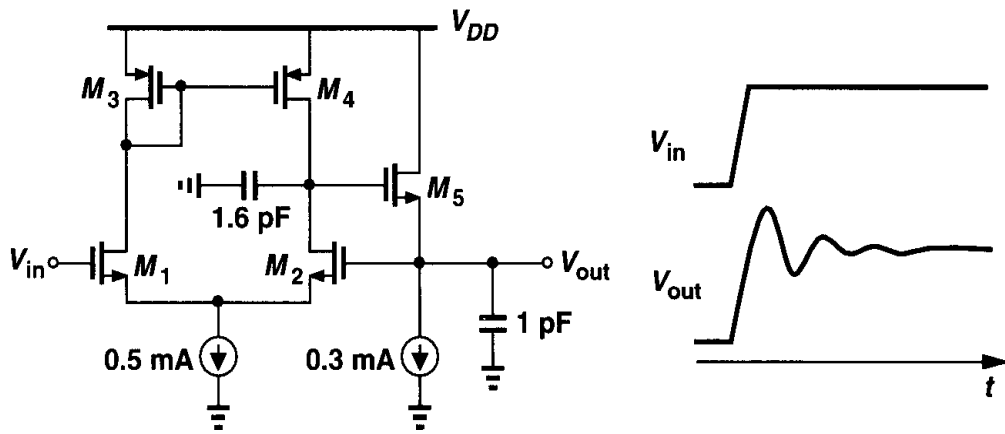 V_DD
M_3
M_4
V_in
1.6 pF
M_5
V_in
M_1
M_2
V_out
V_out
1 pF
0.5 mA
0.3 mA
t